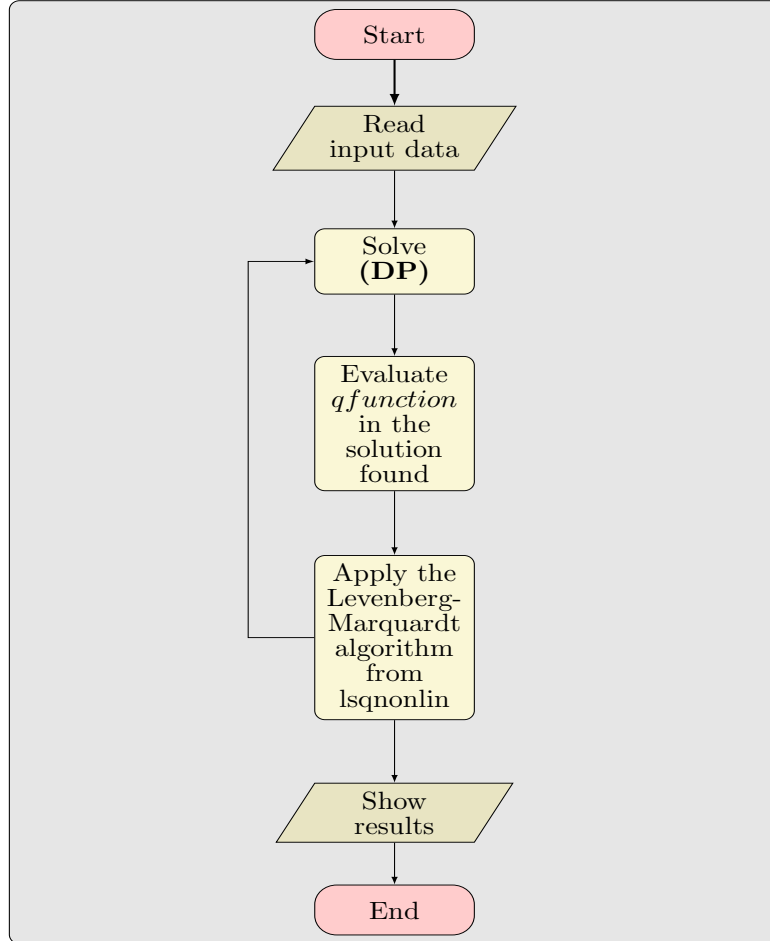 Start
Read
input data
Solve
(DP)
Evaluate
qfunction
in the
solution
found
Apply the
Levenberg-
Marquardt
algorithm
from
lsqnonlin
Show
results
End